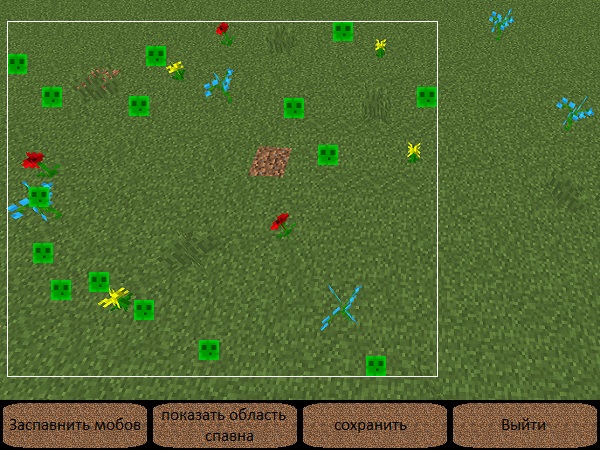 Заспавнить мобов
показать область
спавна
сохранить
Выйти